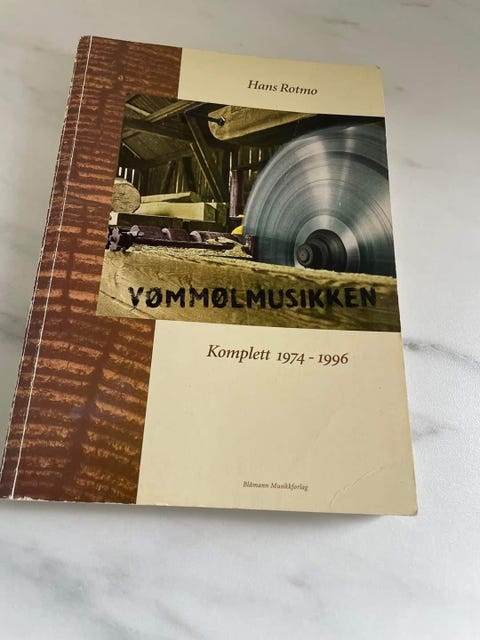 Hans Rotmo
VØMMØLMUSIKKEN
Komplett 1974 - 1996
Blåmann Musikkforlag